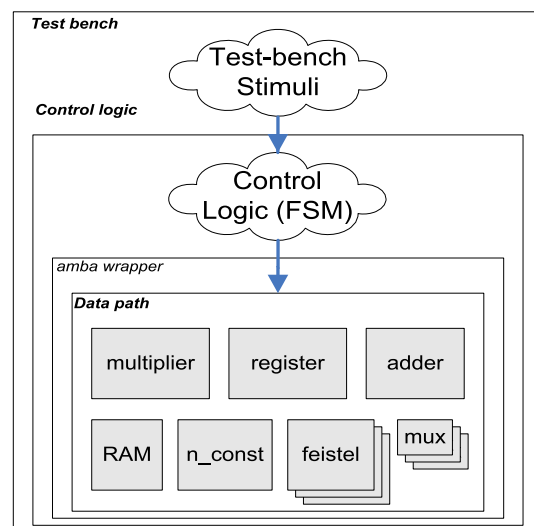 Test bench
Test-bench
Stimuli
Control logic
Control
Logic (FSM)
amba wrapper
Data path
multiplier register adder
RAM n_const feistel mux